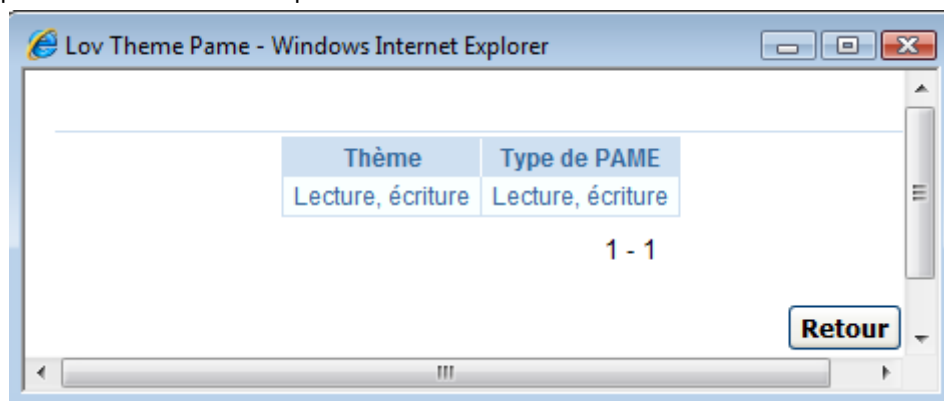 Lov Theme Pame - Windows Internet Explorer
Thème Type de PAME
Lecture, écriture Lecture, écriture
1 - 1
Retour